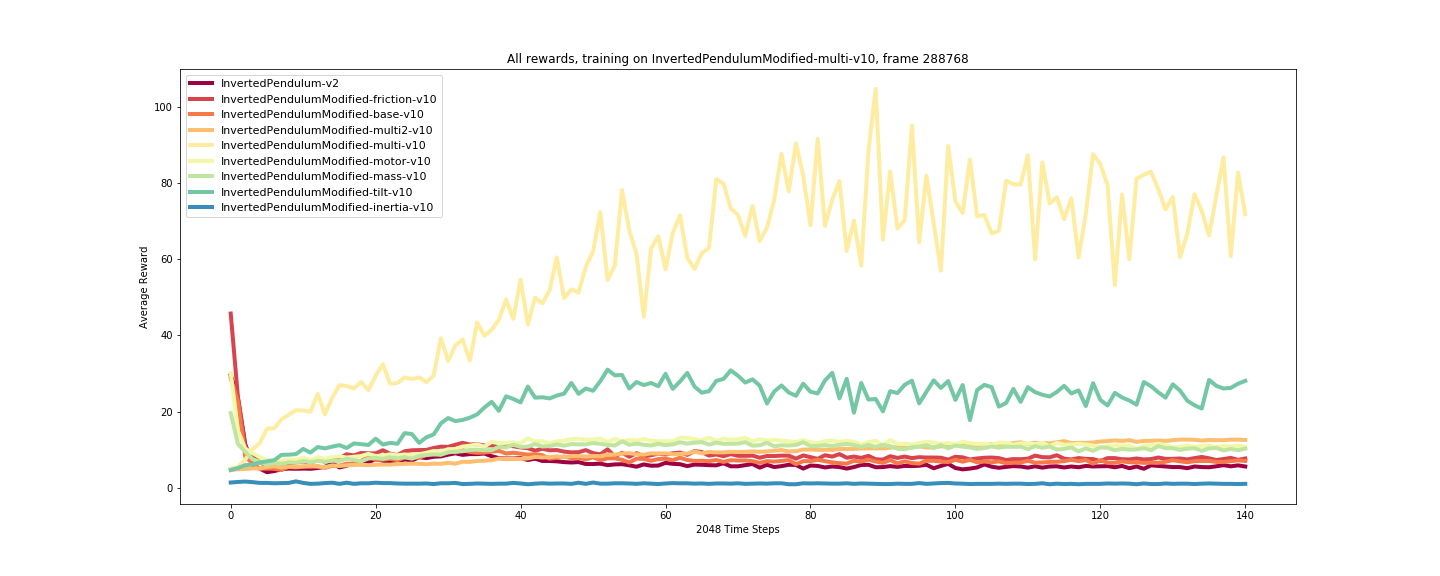 All rewards, training on InvertedPendulumModified-multi-v10, frame 288768
InvertedPendulum-v2
InvertedPendulumModified-friction-v10
InvertedPendulumModified-base-v10
InvertedPendulumModified-multi2-v10
InvertedPendulumModified-multi-v10
InvertedPendulumModified-motor-v10
InvertedPendulumModified-mass-v10
InvertedPendulumModified-tilt-v10
InvertedPendulumModified-inertia-v10
Average Reward
100
80
60
40
20
0
0 20 40 60 80 100 120 140
2048 Time Steps